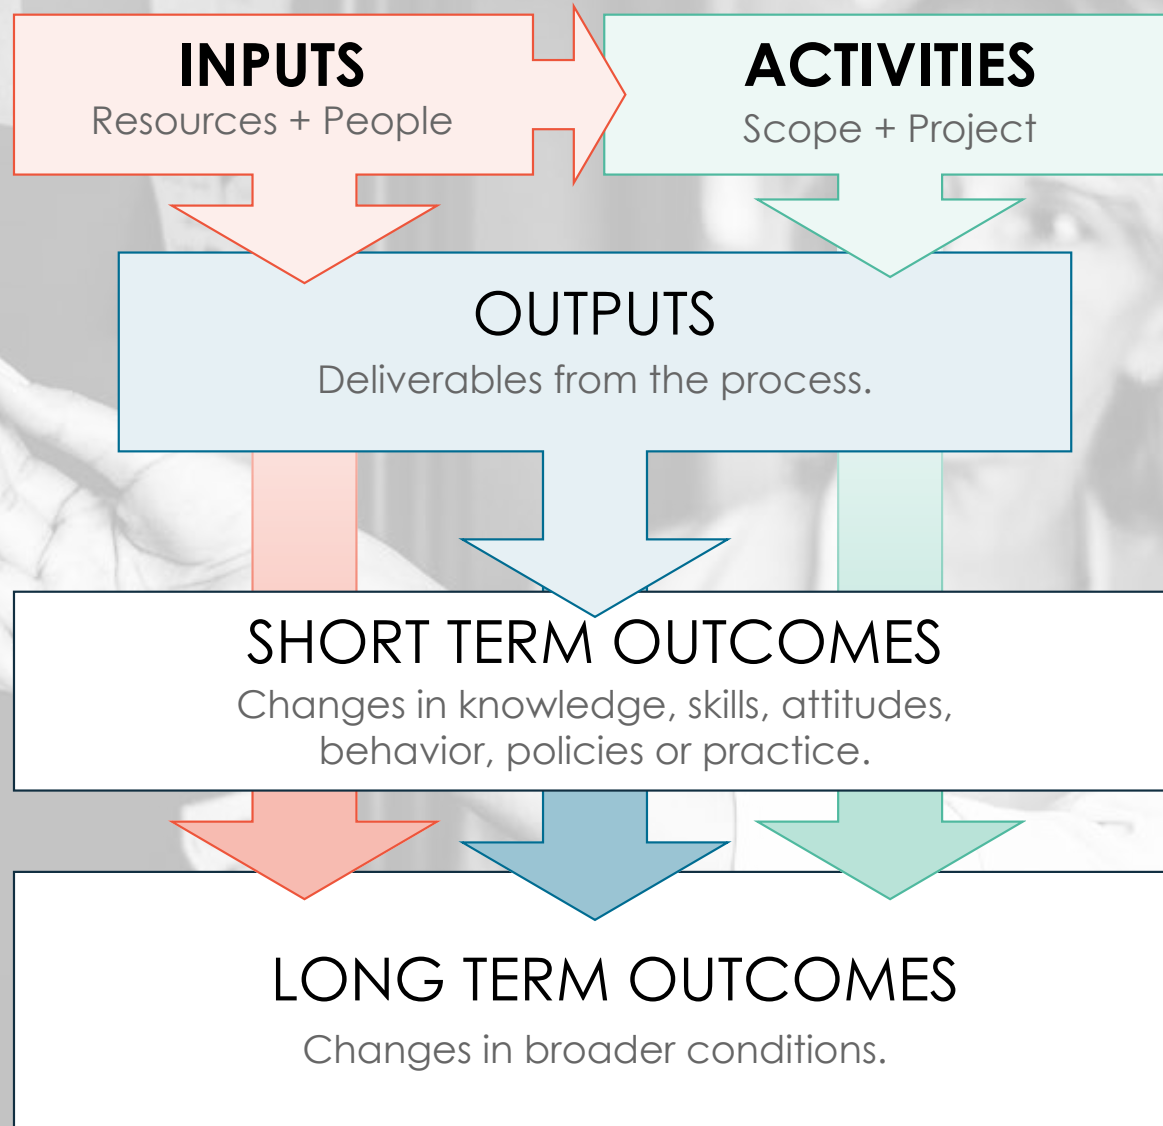 INPUTS
Resources + People
ACTIVITIES
Scope + Project
OUTPUTS
Deliverables from the process.
SHORT TERM OUTCOMES
Changes in knowledge, skills, attitudes,
behavior, policies or practice.
LONG TERM OUTCOMES
Changes in broader conditions.